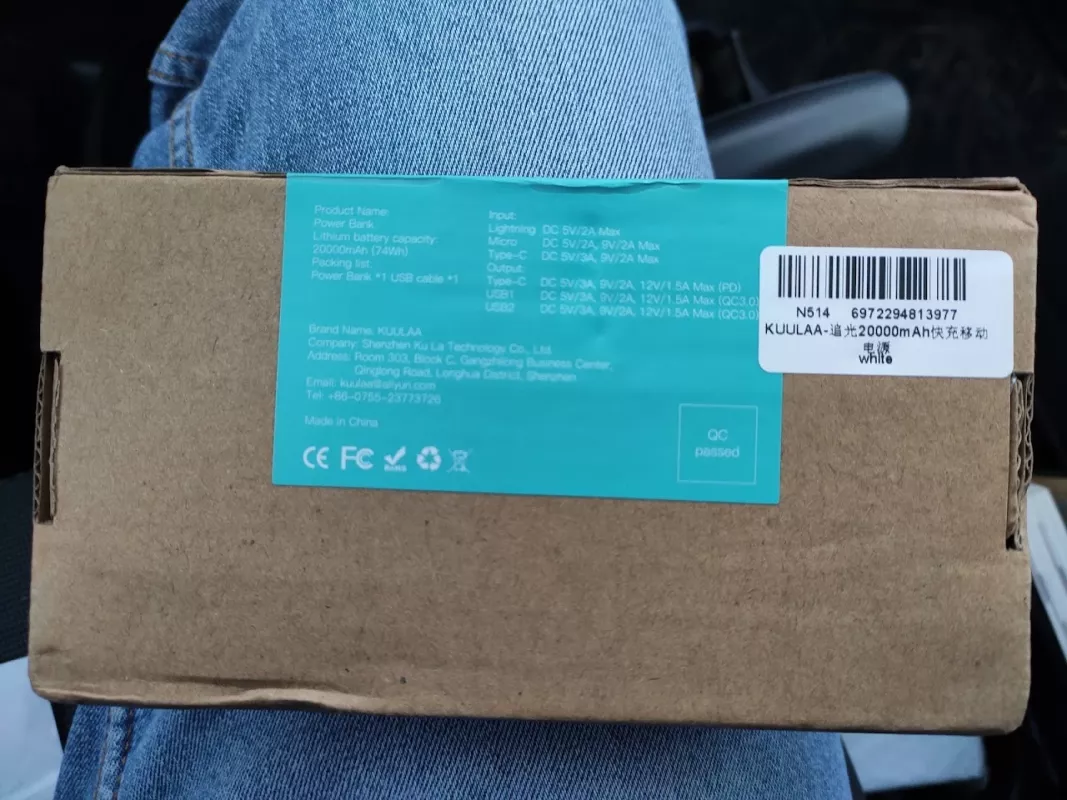 Product Name:
Power Bank
Lithium battery capacity:
20000mAh (74Wh)
Packing list:
Power Bank *1 USB cable *1
Input:
Lightning DC 5V/2A Max
Micro DC 5V/2A, 9V/2A Max
Type-C DC 5V/3A, 9V/2A Max
Output:
Type-C DC 5V/3A, 9V/2A, 12V/1.5A Max (PD)
USB1 DC 5V/3A, 9V/2A, 12V/1.5A Max (QC3.0)
USB2 DC 5V/3A, 9V/2A, 12V/1.5A Max (QC3.0)
Brand Name: KUULAA
Company: Shenzhen Ku La Technology Co., Ltd.
Address: Room 303, Block C, Gangzhilong Business Center,
Qinglong Road, Longhua District, Shenzhen
Email: kuulaa@aliyun.com
Tel: +86-0755-23773726
Made in China
CE FC RoHS
QC
passed
N514 6972294813977
KUULAA-追光20000mAh快充移动
电源
white